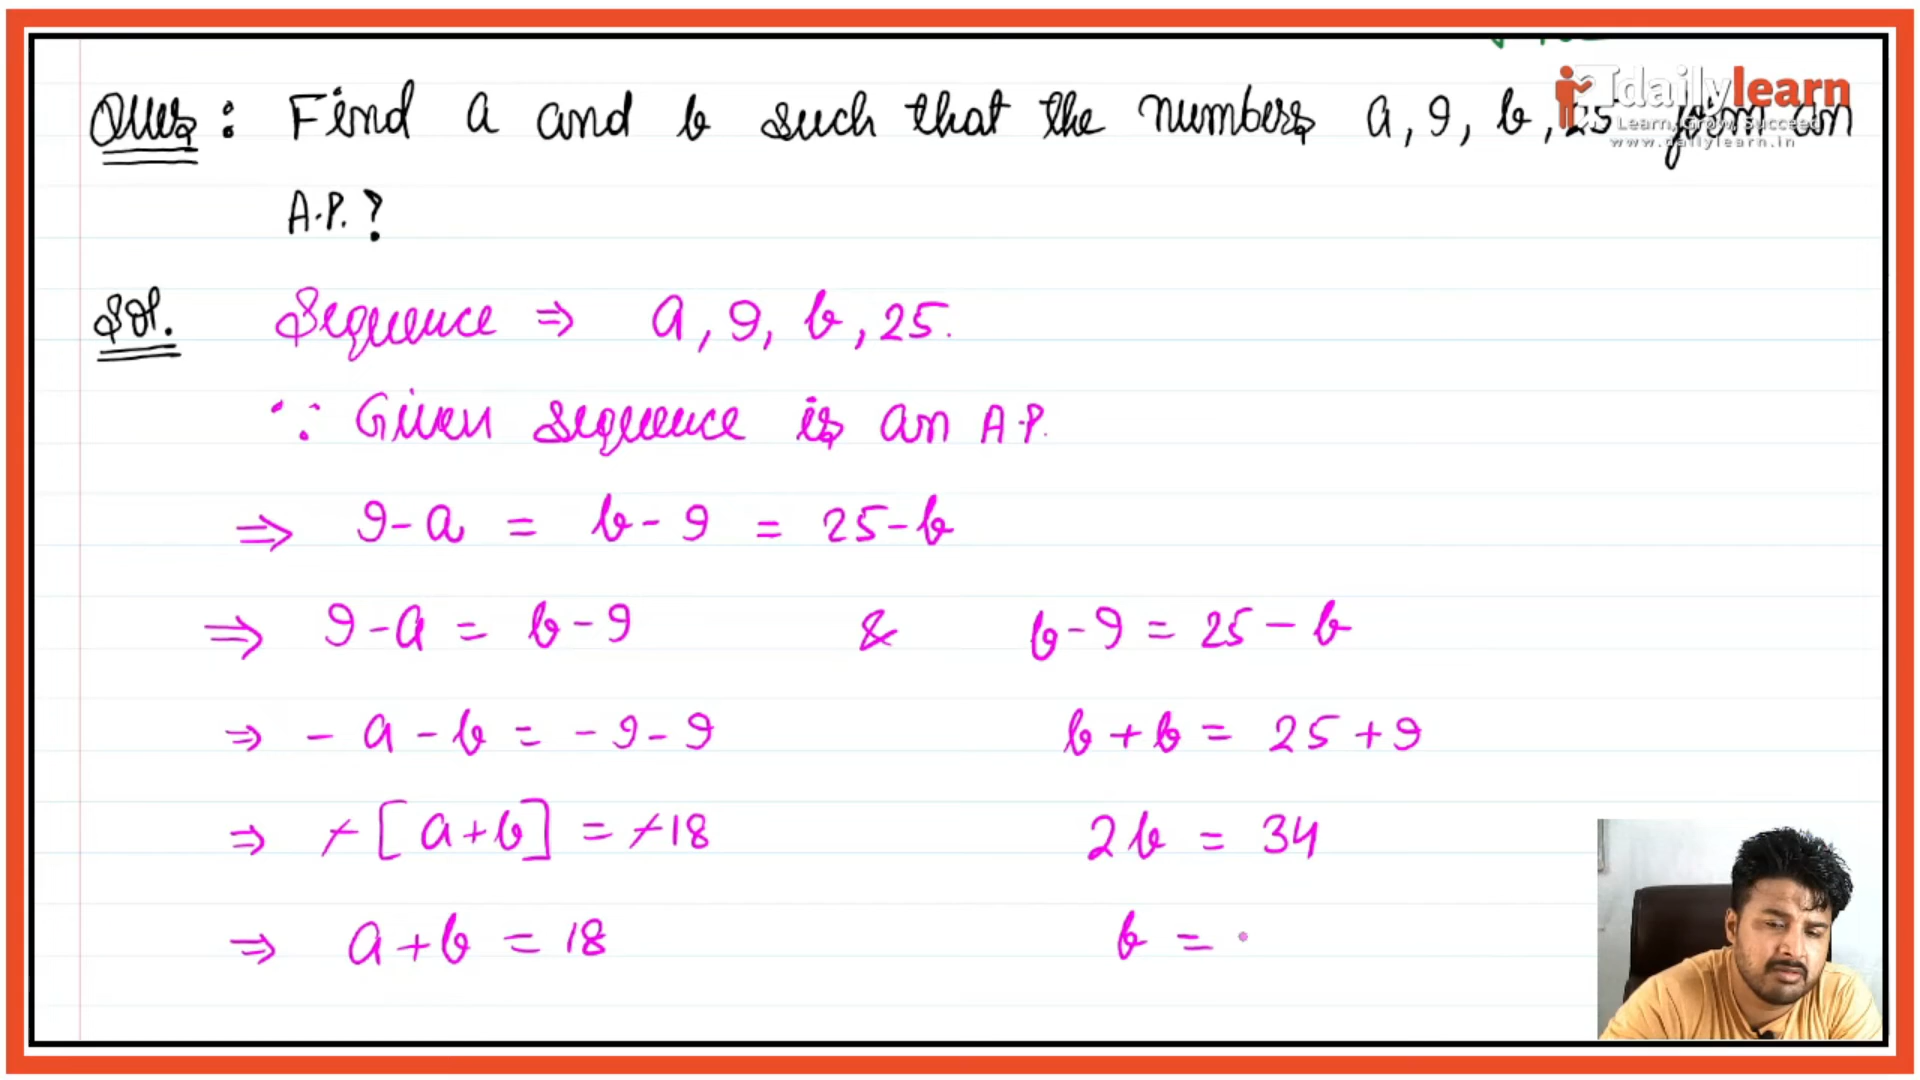 dailylearn
Learn, Grow, Succeed
www.dailylearn.in
Ques : Find a and b such that the numbers a, 9, b, 25 form an
A.P.?
Sol. Sequence ⇒ a, 9, b, 25.
∵ Given sequence is an A.P.
⇒ 9-a = b-9 = 25-b
⇒ 9-a = b-9 & b-9 = 25-b
⇒ -a-b = -9-9 b+b = 25+9
⇒ -[a+b] = -18 2b = 34
⇒ a+b = 18 b =